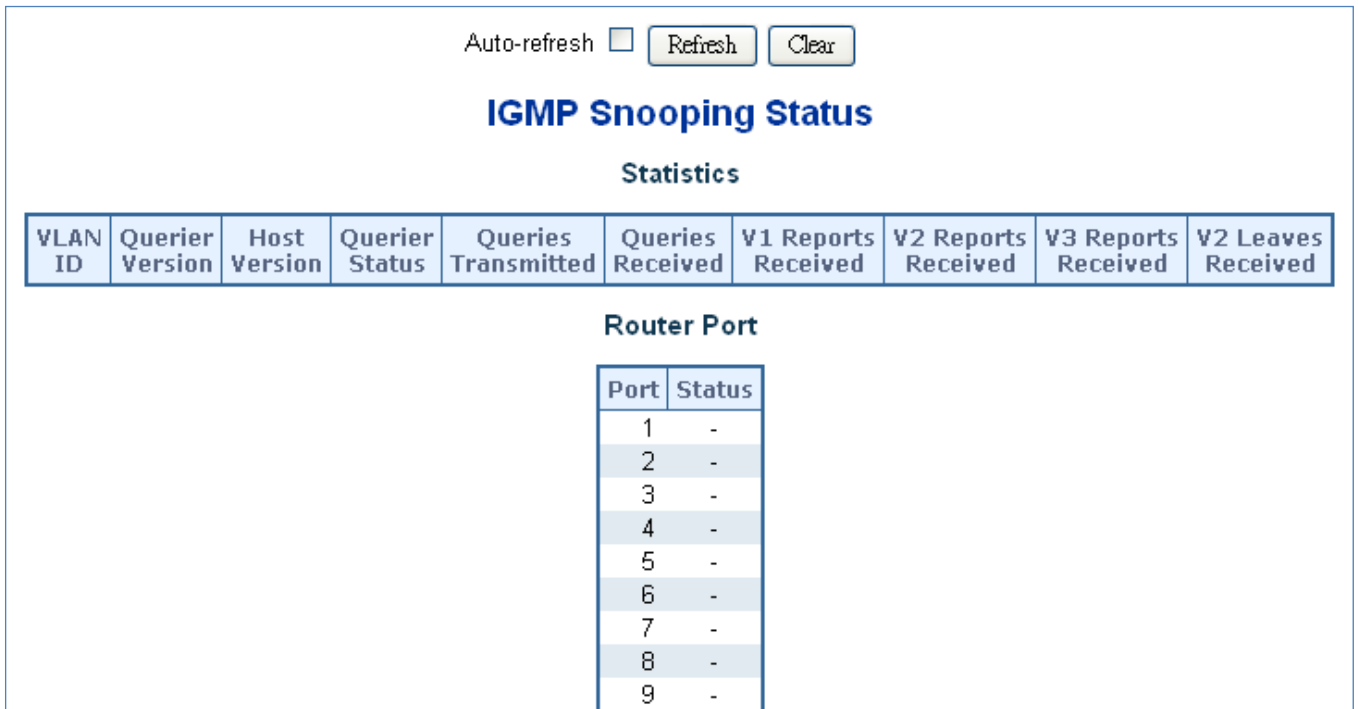 Auto-refresh Refresh Clear
IGMP Snooping Status
Statistics
VLAN ID Querier Version Host Version Querier Status Queries Transmitted Queries Received V1 Reports Received V2 Reports Received V3 Reports Received V2 Leaves Received
Router Port
Port Status
1 -
2 -
3 -
4 -
5 -
6 -
7 -
8 -
9 -